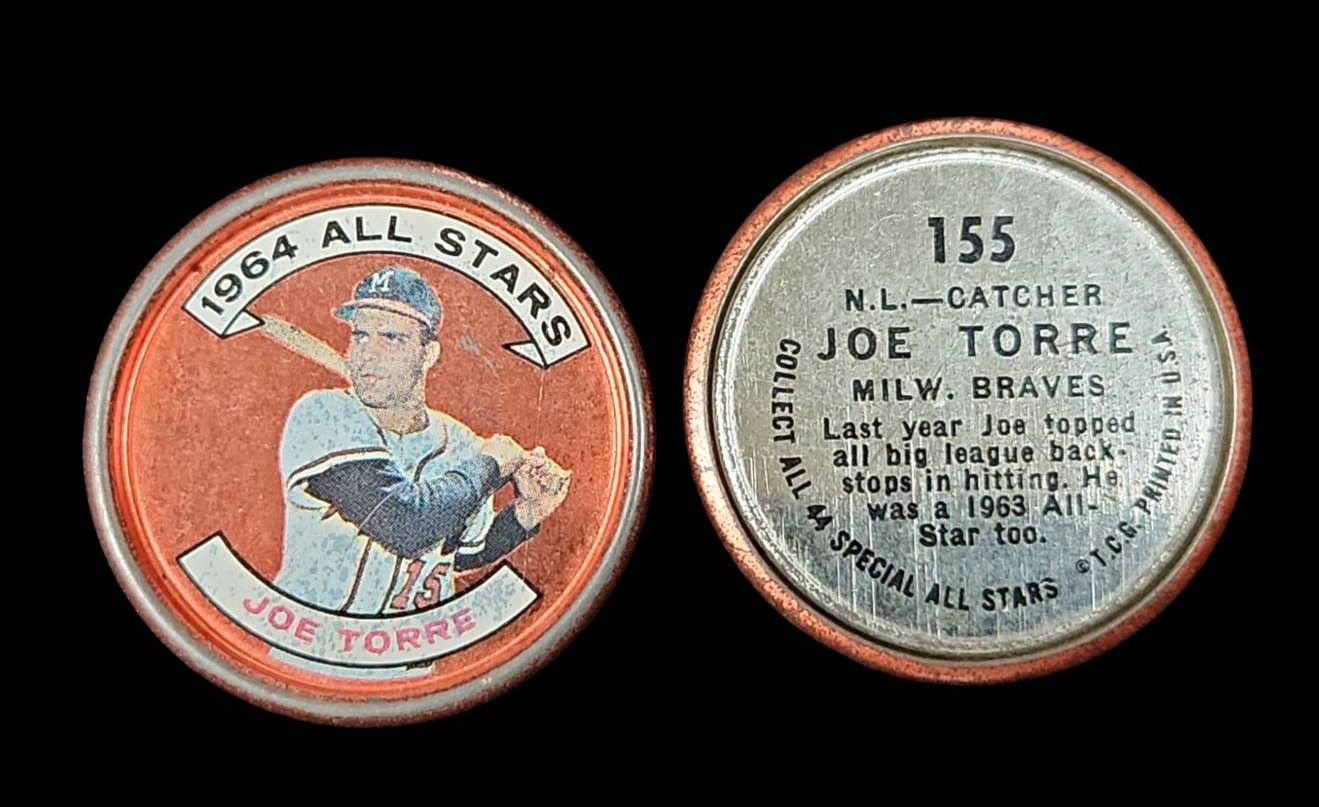 1964 ALL STARS
M
15
JOE TORRE
155
N.L.—CATCHER
JOE TORRE
MILW. BRAVES
Last year Joe topped
all big league back-
stops in hitting. He
was a 1963 All-
Star too.
COLLECT ALL 44 SPECIAL ALL STARS
© T.C.G. PRINTED IN U.S.A.